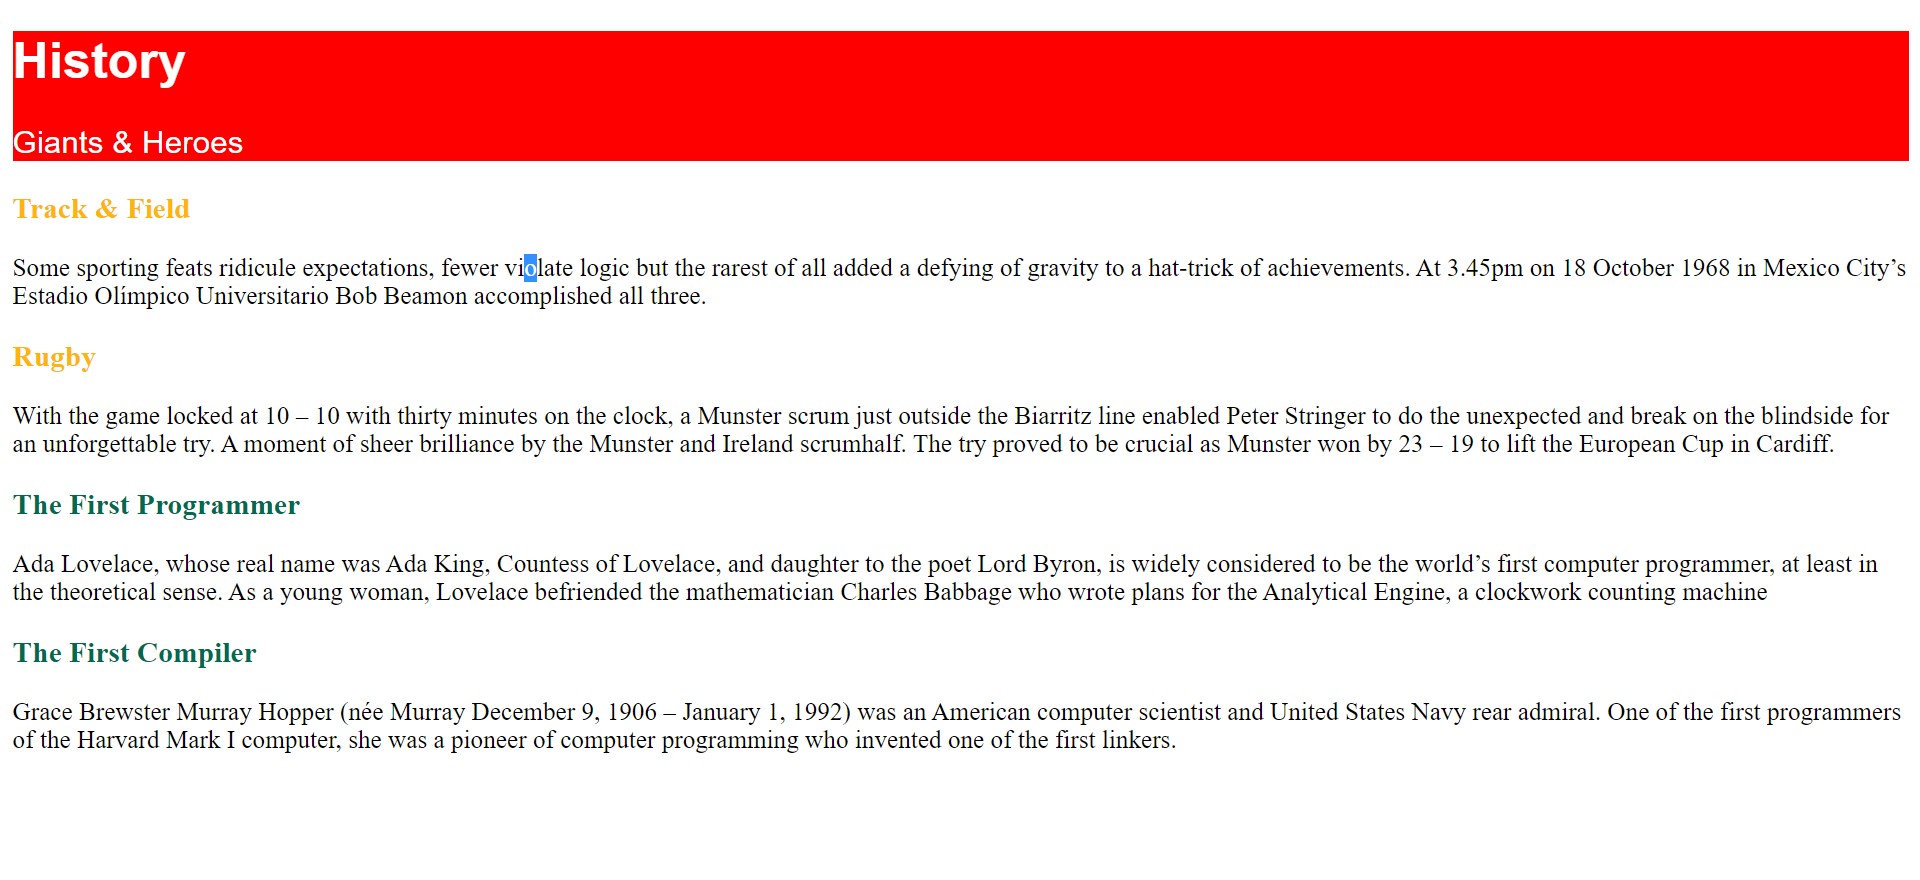 History
Giants & Heroes
Track & Field
Some sporting feats ridicule expectations, fewer violate logic but the rarest of all added a defying of gravity to a hat-trick of achievements. At 3.45pm on 18 October 1968 in Mexico City’s
Estadio Olímpico Universitario Bob Beamon accomplished all three.
Rugby
With the game locked at 10 – 10 with thirty minutes on the clock, a Munster scrum just outside the Biarritz line enabled Peter Stringer to do the unexpected and break on the blindside for
an unforgettable try. A moment of sheer brilliance by the Munster and Ireland scrumhalf. The try proved to be crucial as Munster won by 23 – 19 to lift the European Cup in Cardiff.
The First Programmer
Ada Lovelace, whose real name was Ada King, Countess of Lovelace, and daughter to the poet Lord Byron, is widely considered to be the world’s first computer programmer, at least in
the theoretical sense. As a young woman, Lovelace befriended the mathematician Charles Babbage who wrote plans for the Analytical Engine, a clockwork counting machine
The First Compiler
Grace Brewster Murray Hopper (née Murray December 9, 1906 – January 1, 1992) was an American computer scientist and United States Navy rear admiral. One of the first programmers
of the Harvard Mark I computer, she was a pioneer of computer programming who invented one of the first linkers.